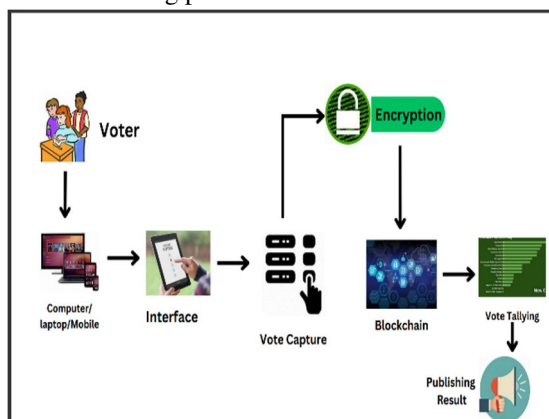 Voter
Encryption
Computer/
laptop/Mobile
Interface
Vote Capture
Blockchain
Vote Tallying
Publishing
Result